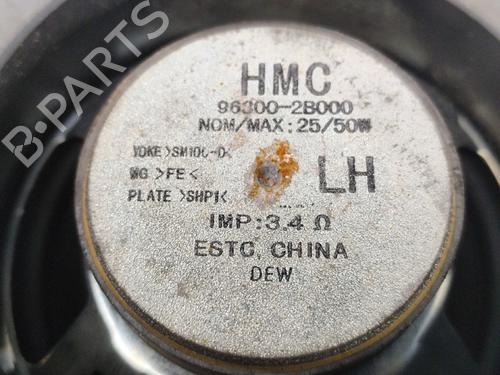 HMC
96300-2B000
NOM/MAX:25/50W
YOKE>SM10C-D<
MG >FE<
LH
PLATE >SHP1<
IMP:3.4 Ω
ESTC, CHINA
DEW
B-PARTS